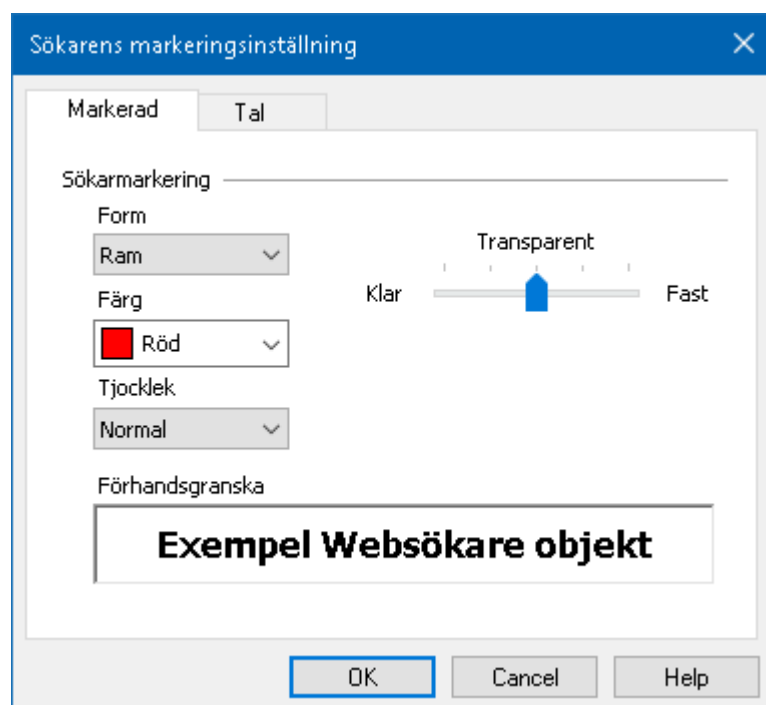 Sökarens markeringsinställning
Markerad Tal
Sökarmarkering
Form
Ram
Transparent
Klar Fast
Färg
Röd
Tjocklek
Normal
Förhandsgranska
Exempel Websökare objekt
OK Cancel Help